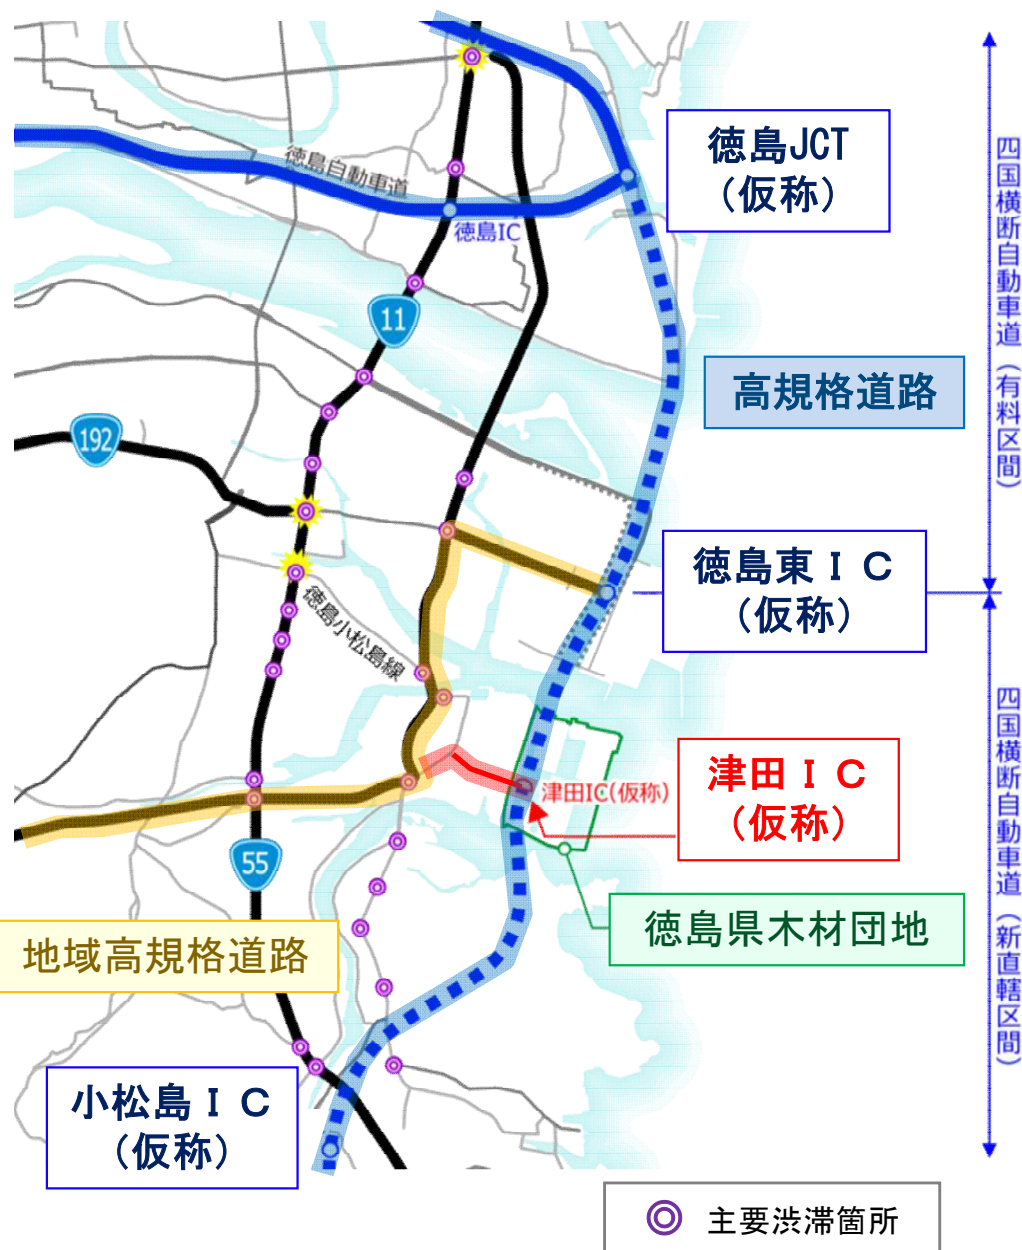 徳島JCT
（仮称）
徳島自動車道
徳島IC
11
高規格道路
192
徳島東ＩＣ
（仮称）
徳島小松島線
津田IC(仮称)
津田ＩＣ
（仮称）
55
徳島県木材団地
地域高規格道路
小松島ＩＣ
（仮称）
主要渋滞箇所
四国横断自動車道（有料区間）
四国横断自動車道（新直轄区間）